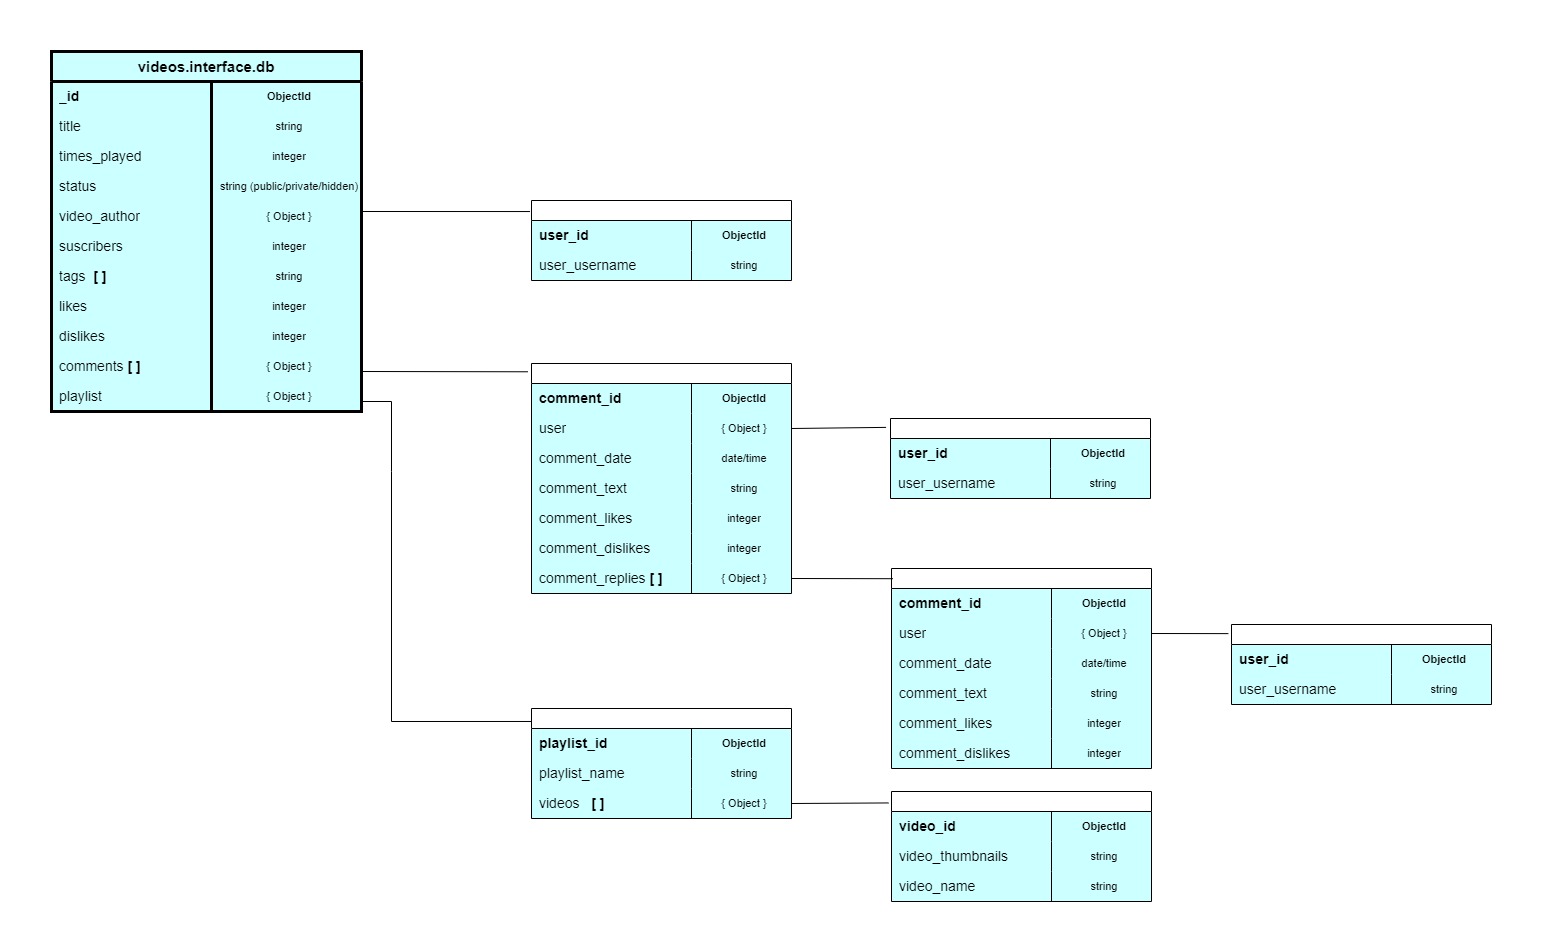 videos.interface.db
_id ObjectId
title string
times_played integer
status string (public/private/hidden)
video_author { Object }
suscribers integer
tags [ ] string
likes integer
dislikes integer
comments [ ] { Object }
playlist { Object }
user_id ObjectId
user_username string
comment_id ObjectId
user { Object }
comment_date date/time
comment_text string
comment_likes integer
comment_dislikes integer
comment_replies [ ] { Object }
user_id ObjectId
user_username string
comment_id ObjectId
user { Object }
comment_date date/time
comment_text string
comment_likes integer
comment_dislikes integer
user_id ObjectId
user_username string
playlist_id ObjectId
playlist_name string
videos [ ] { Object }
video_id ObjectId
video_thumbnails string
video_name string